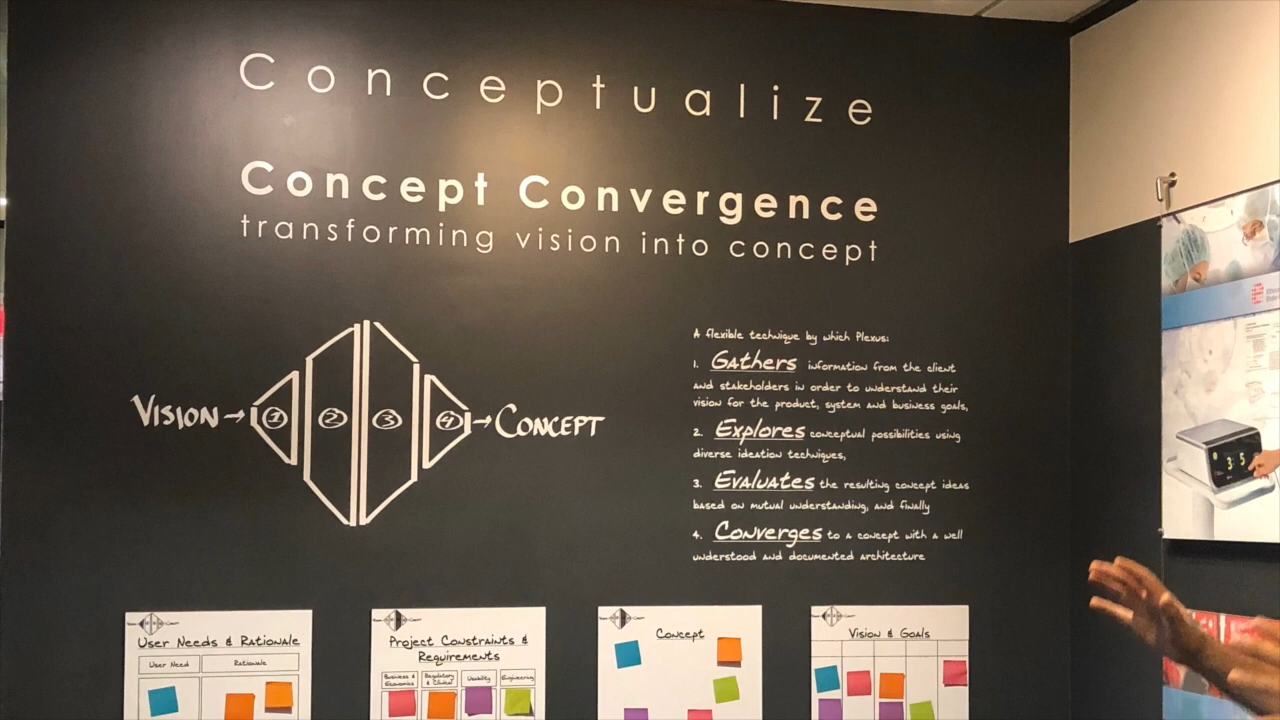 Conceptualize
Concept Convergence
transforming vision into concept
VISION → 1 2 3 4 → CONCEPT
A flexible technique by which Plexus:
1. Gathers information from the client
and stakeholders in order to understand their
vision for the product, system and business goals,
2. Explores conceptual possibilities using
diverse ideation techniques,
3. Evaluates the resulting concept ideas
based on mutual understanding, and finally
4. Converges to a concept with a well
understood and documented architecture
User Needs & Rationale
User Need
Rationale
Project Constraints &
Requirements
Business &
Economics
Regulatory
& Clinical
Usability
Engineering
Concept
Vision & Goals
3 5